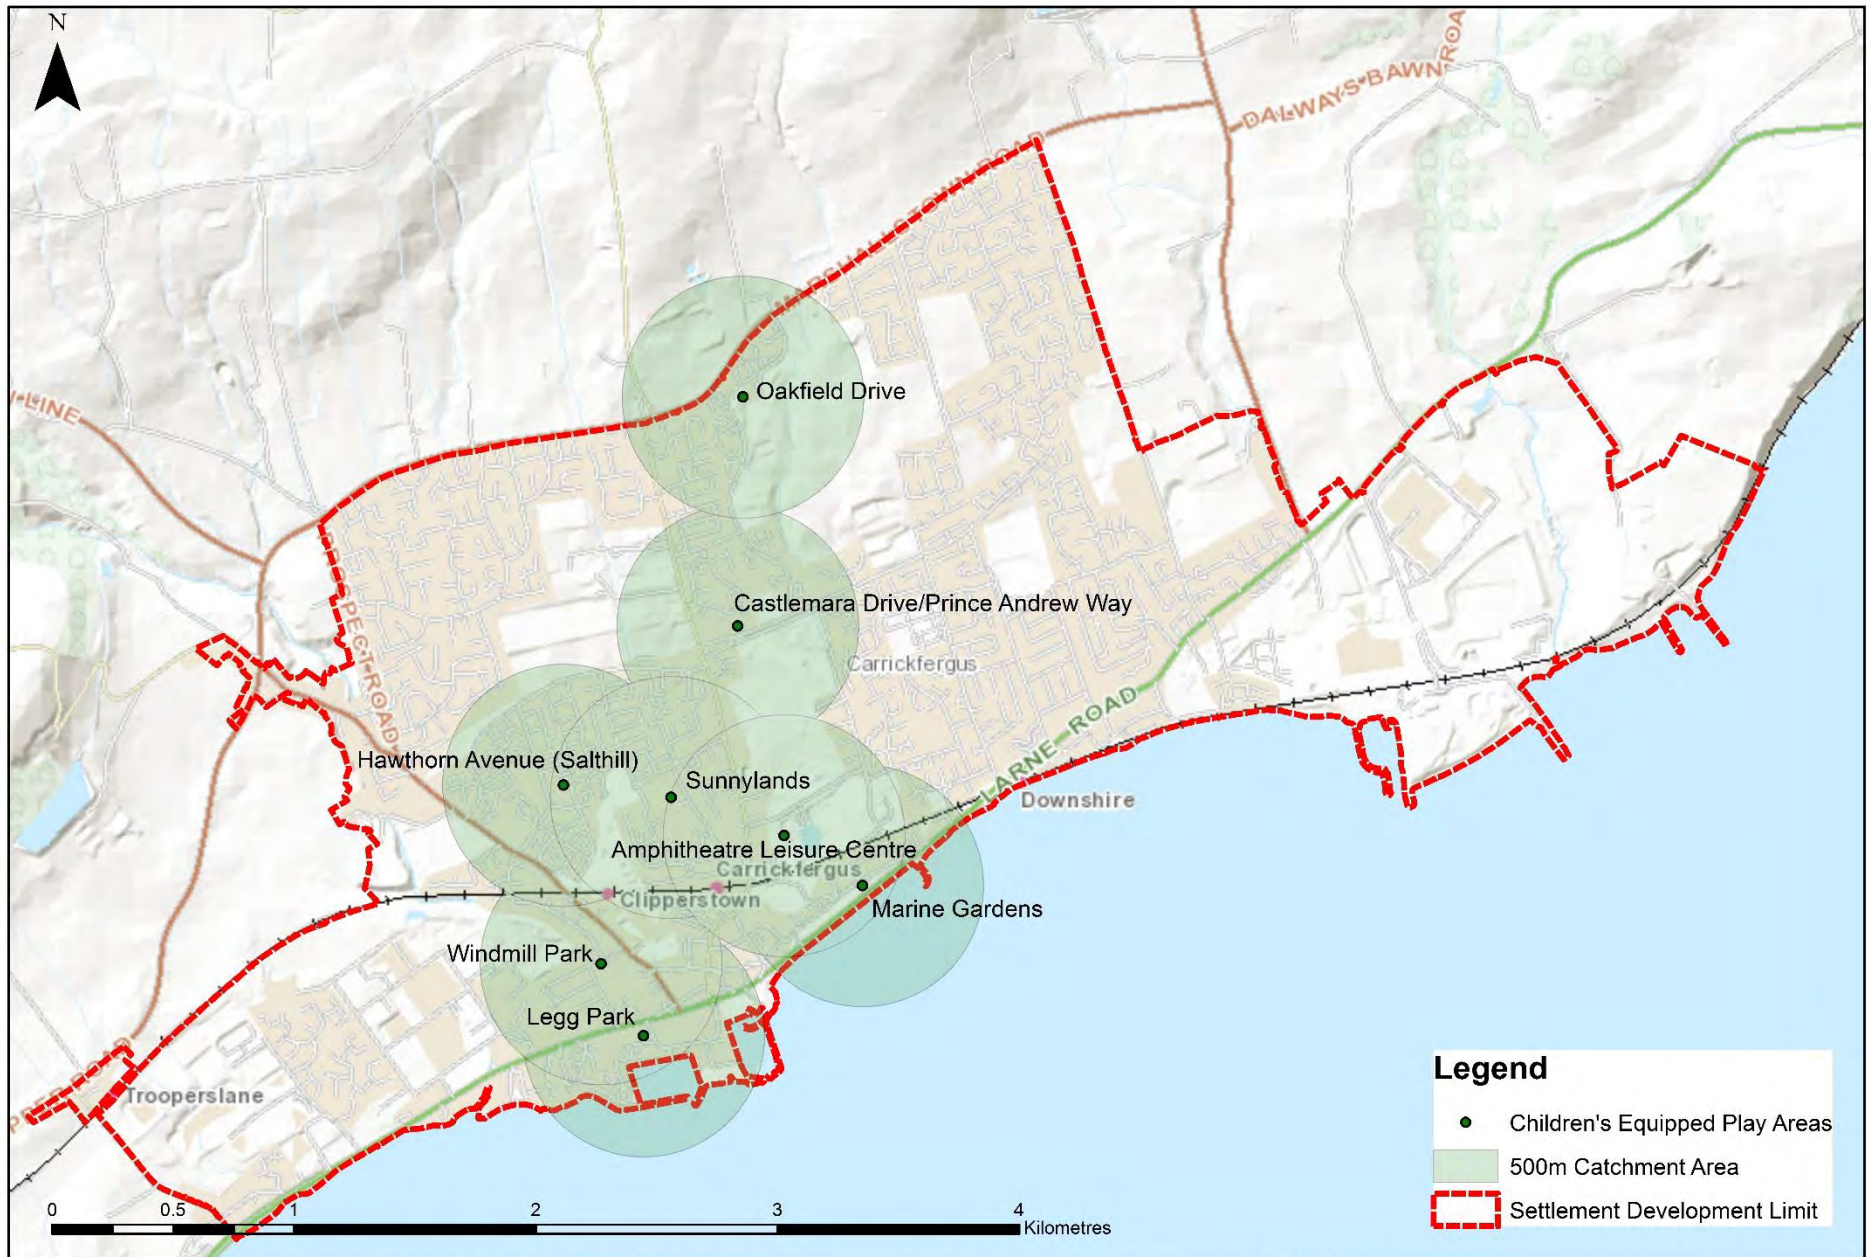 N
DALWAYS BAWN ROA
MARSHALLSTOWN ROA
Oakfield Drive
LINE
PROSPECT ROAD
Castlemara Drive/Prince Andrew Way
Carrickfergus
Hawthorn Avenue (Salthill)
Sunnylands
LARNE ROAD
Downshire
Amphitheatre Leisure Centre
Carrickfergus
Clipperstown
Marine Gardens
Windmill Park
Legg Park
Trooperslane
Legend
Children's Equipped Play Areas
500m Catchment Area
Settlement Development Limit
0 0.5 1 2 3 4
Kilometres